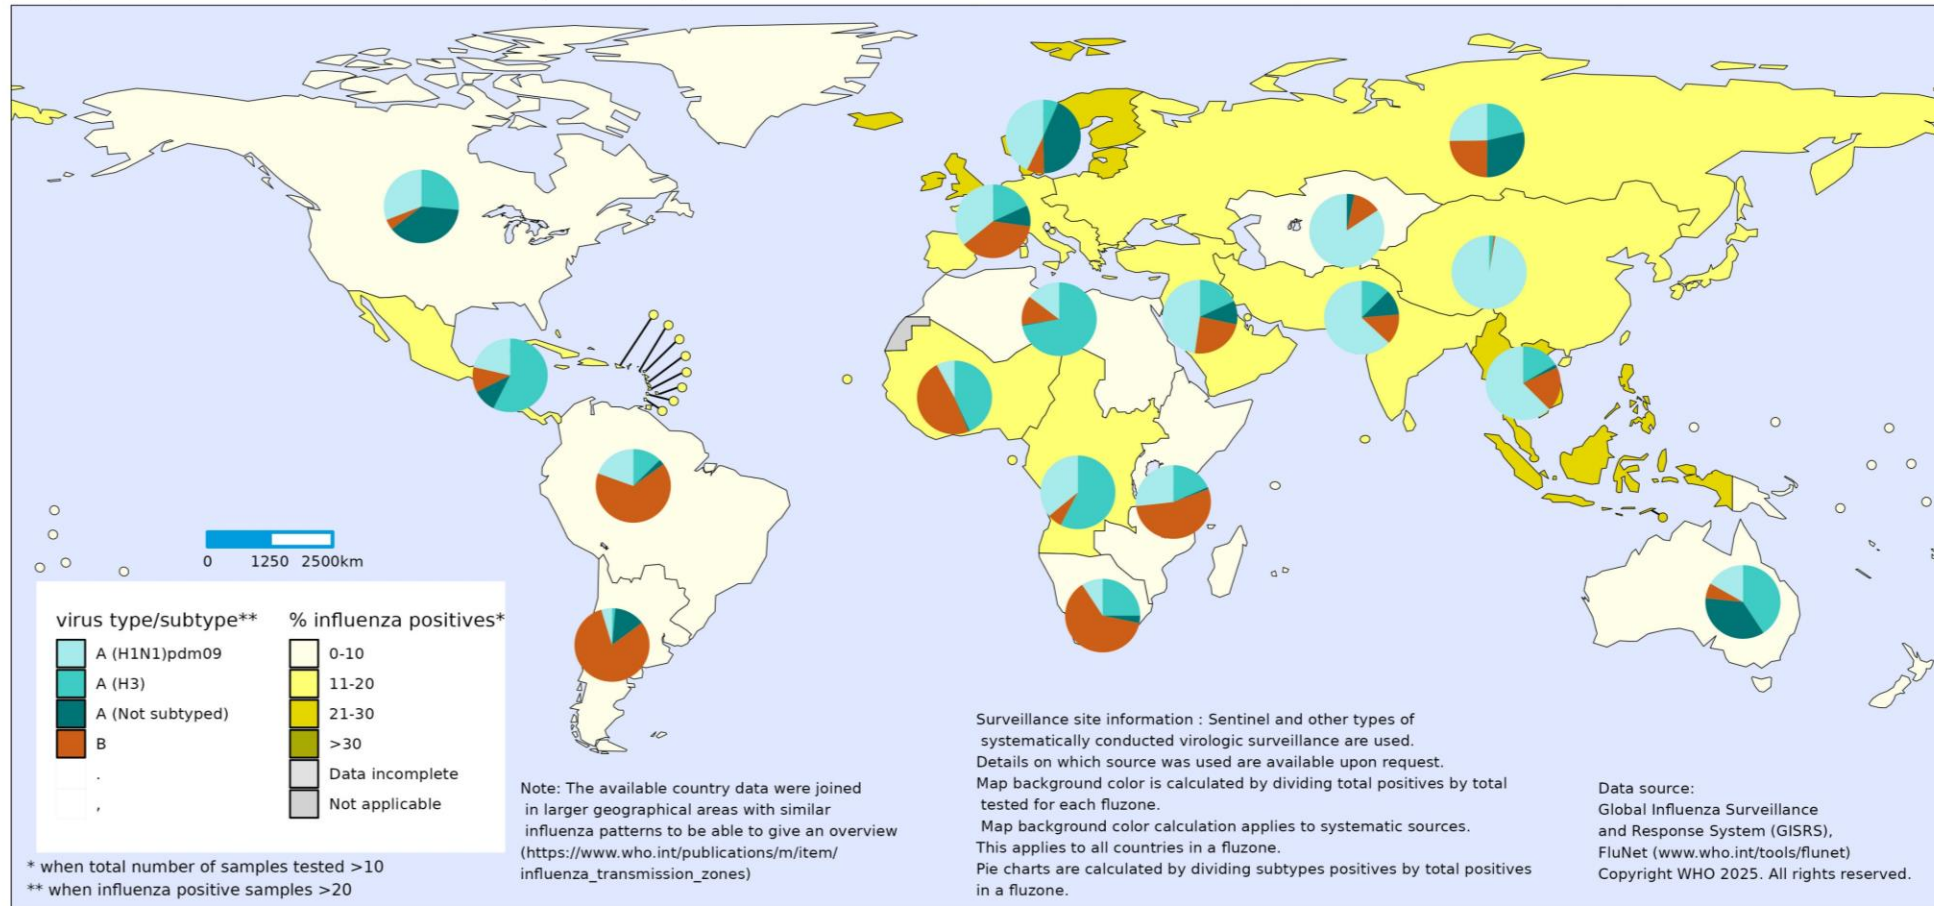 0 1250 2500km
virus type/subtype**
A (H1N1)pdm09
A (H3)
A (Not subtyped)
B
.
,
% influenza positives*
0-10
11-20
21-30
>30
Data incomplete
Not applicable
* when total number of samples tested >10
** when influenza positive samples >20
Note: The available country data were joined
in larger geographical areas with similar
influenza patterns to be able to give an overview
(https://www.who.int/publications/m/item/
influenza_transmission_zones)
Surveillance site information : Sentinel and other types of
systematically conducted virologic surveillance are used.
Details on which source was used are available upon request.
Map background color is calculated by dividing total positives by total
tested for each fluzone.
Map background color calculation applies to systematic sources.
This applies to all countries in a fluzone.
Pie charts are calculated by dividing subtypes positives by total positives
in a fluzone.
Data source:
Global Influenza Surveillance
and Response System (GISRS),
FluNet (www.who.int/tools/flunet)
Copyright WHO 2025. All rights reserved.